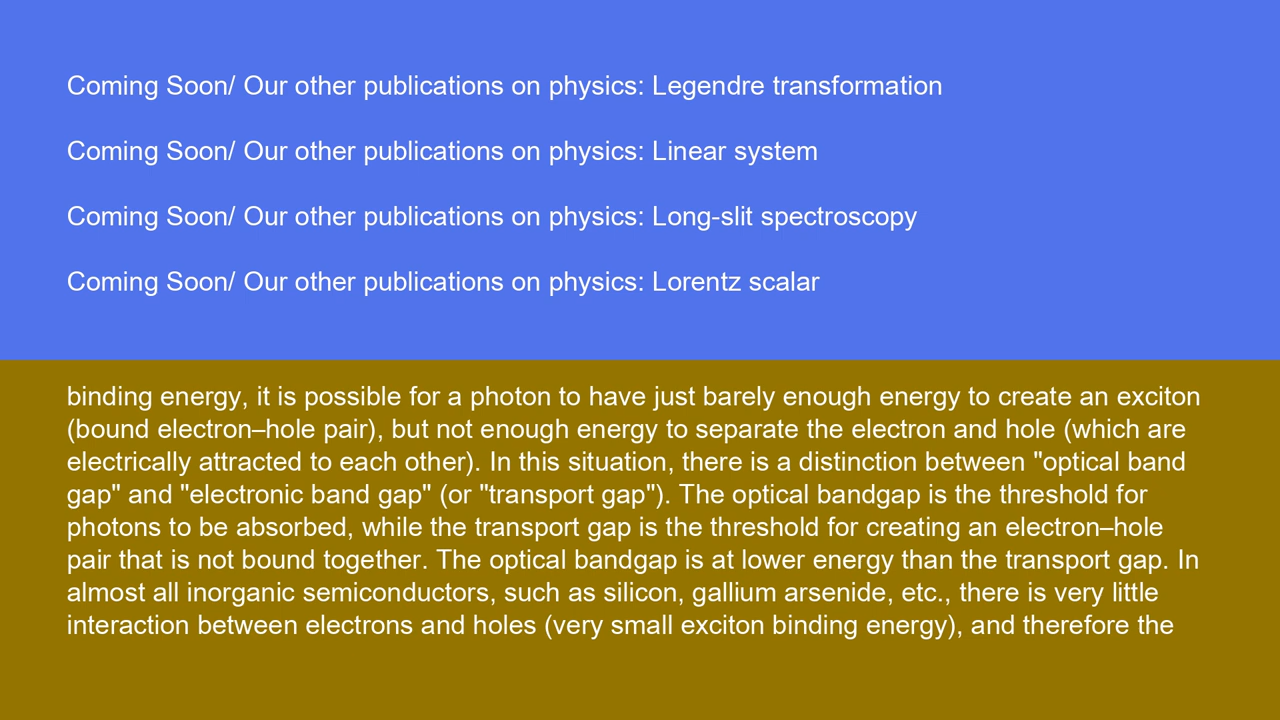 Coming Soon/ Our other publications on physics: Legendre transformation
Coming Soon/ Our other publications on physics: Linear system
Coming Soon/ Our other publications on physics: Long-slit spectroscopy
Coming Soon/ Our other publications on physics: Lorentz scalar
binding energy, it is possible for a photon to have just barely enough energy to create an exciton
(bound electron–hole pair), but not enough energy to separate the electron and hole (which are
electrically attracted to each other). In this situation, there is a distinction between "optical band
gap" and "electronic band gap" (or "transport gap"). The optical bandgap is the threshold for
photons to be absorbed, while the transport gap is the threshold for creating an electron–hole
pair that is not bound together. The optical bandgap is at lower energy than the transport gap. In
almost all inorganic semiconductors, such as silicon, gallium arsenide, etc., there is very little
interaction between electrons and holes (very small exciton binding energy), and therefore the